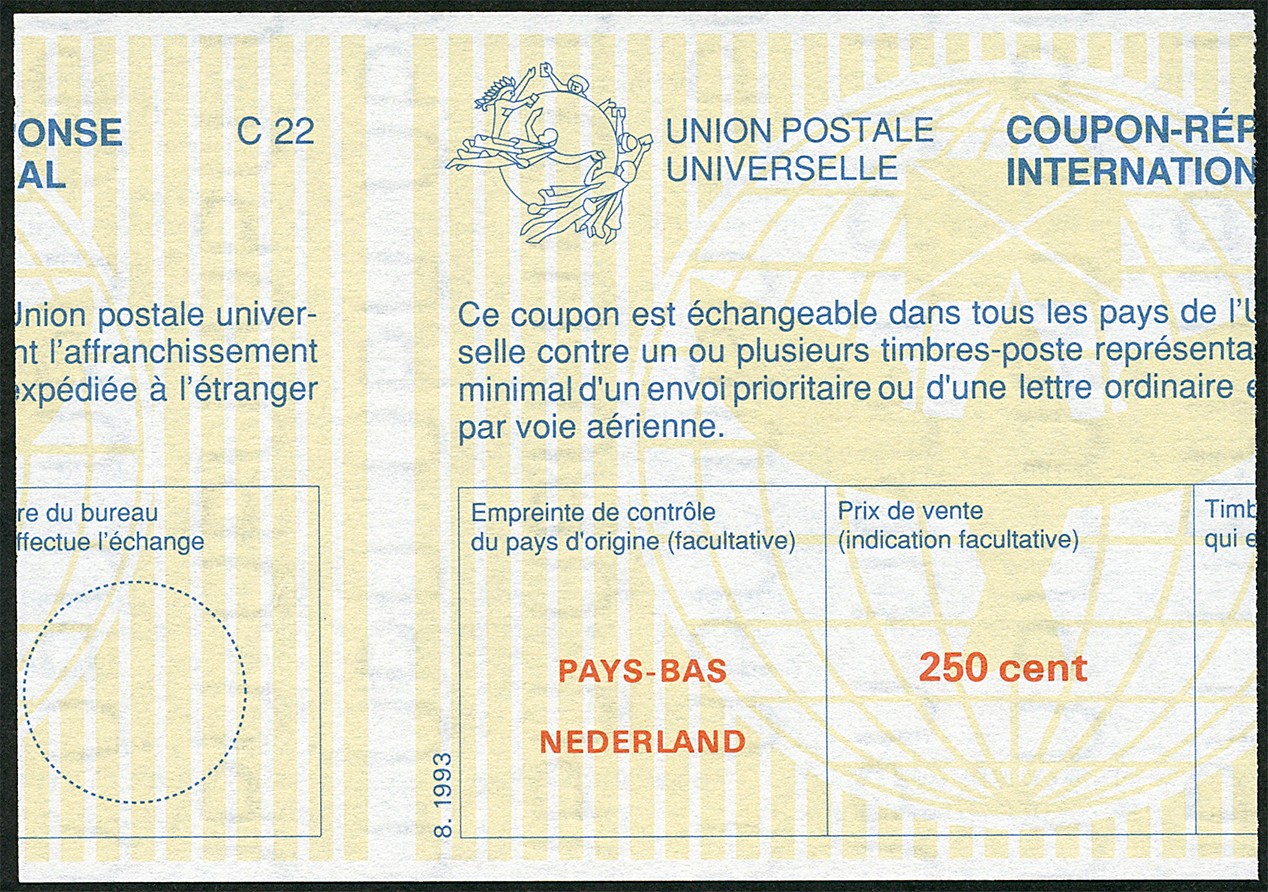 ONSE
AL
C 22
Union postale univer-
nt l'affranchissement
expédiée à l'étranger
re du bureau
ffectue l'échange
UNION POSTALE
UNIVERSELLE
COUPON-RÉP
INTERNATION
Ce coupon est échangeable dans tous les pays de l'U
selle contre un ou plusieurs timbres-poste représenta
minimal d'un envoi prioritaire ou d'une lettre ordinaire e
par voie aérienne.
Empreinte de contrôle
du pays d'origine (facultative)
PAYS-BAS
NEDERLAND
Prix de vente
(indication facultative)
250 cent
Timb
qui e
8. 1993